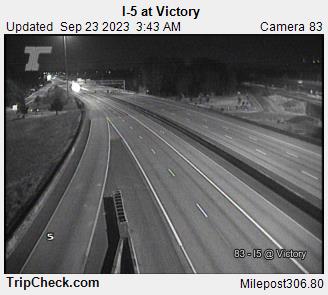 I-5 at Victory
Updated Sep 23 2023 3:43 AM Camera 83
T
S
83 - I5 @ Victory
TripCheck.com Milepost306.80